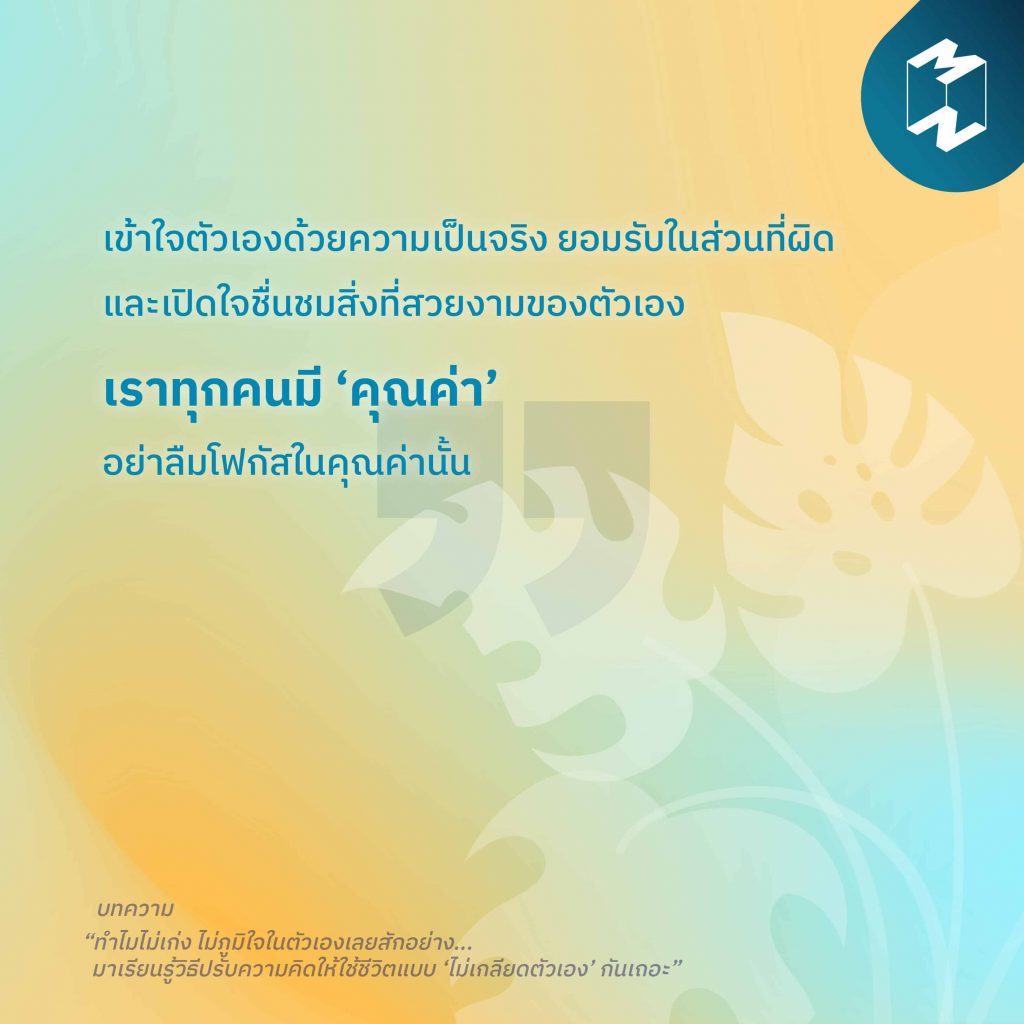 เข้าใจตัวเองด้วยความเป็นจริง ยอมรับในส่วนที่ผิด
และเปิดใจชื่นชมสิ่งที่สวยงามของตัวเอง
เราทุกคนมี ‘คุณค่า’
อย่าลืมโฟกัสในคุณค่านั้น
บทความ
“ทำไมไม่เก่ง ไม่ภูมิใจในตัวเองเลยสักอย่าง...
มาเรียนรู้วิธีปรับความคิดให้ใช้ชีวิตแบบ ‘ไม่เกลียดตัวเอง’ กันเถอะ”